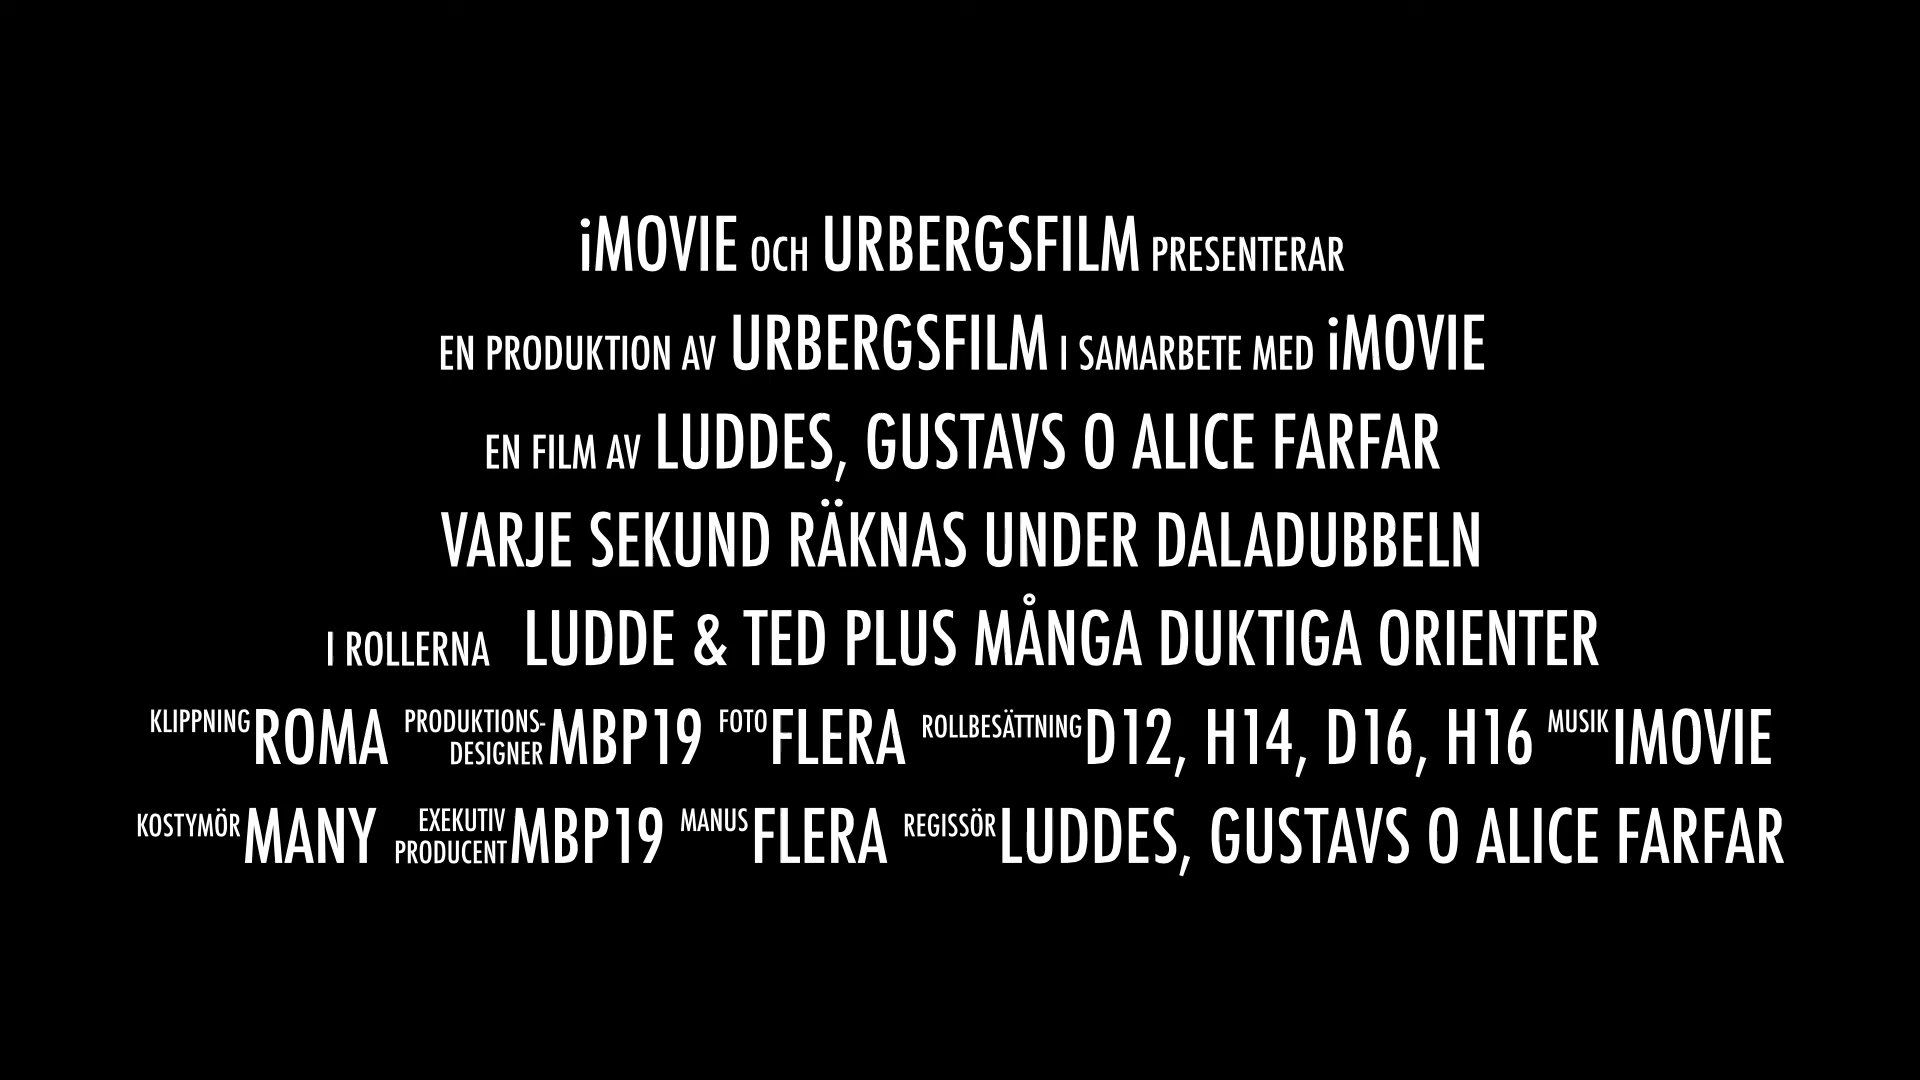 iMOVIE OCH URBERGSFILM PRESENTERAR
EN PRODUKTION AV URBERGSFILM I SAMARBETE MED iMOVIE
EN FILM AV LUDDES, GUSTAVS O ALICE FARFAR
VARJE SEKUND RÄKNAS UNDER DALADUBBELN
I ROLLERNA LUDDE & TED PLUS MÅNGA DUKTIGA ORIENTER
KLIPPNING ROMA PRODUKTIONS-DESIGNER MBP19 FOTO FLERA ROLLBESÄTTNING D12, H14, D16, H16 MUSIK IMOVIE
KOSTYMÖR MANY EXEKUTIV PRODUCENT MBP19 MANUS FLERA REGISSÖR LUDDES, GUSTAVS O ALICE FARFAR